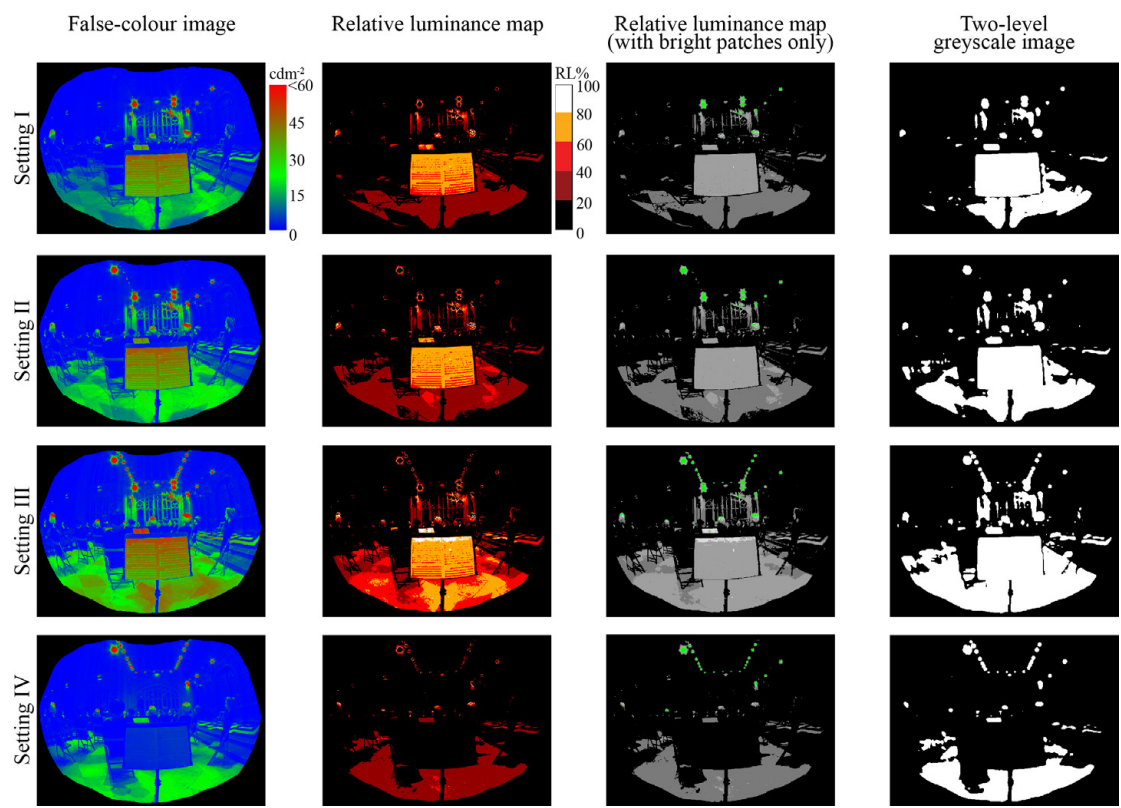 False-colour image
Relative luminance map
Relative luminance map
(with bright patches only)
Two-level
greyscale image
Setting I
cdm-2
<60
45
30
15
0
RL%
100
80
60
40
20
0
Setting II
Setting III
Setting IV